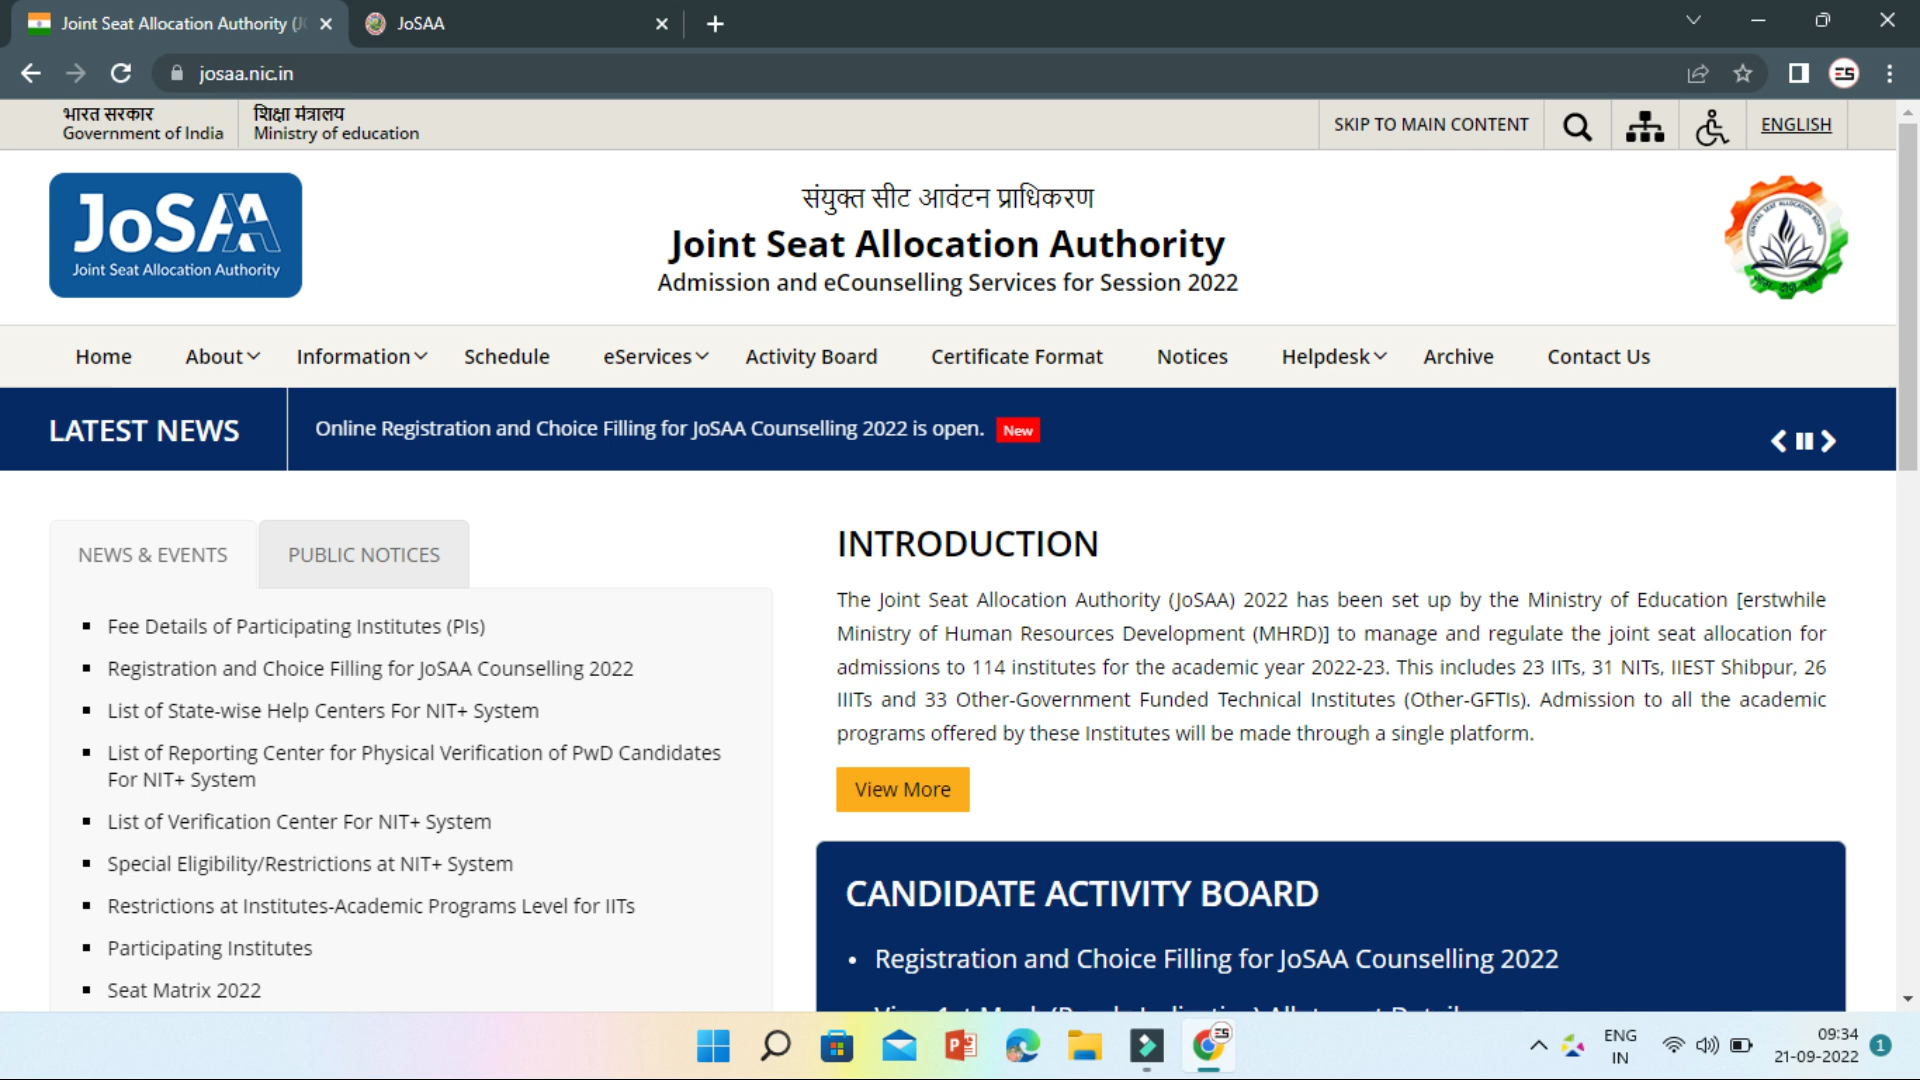 Joint Seat Allocation Authority (J
JoSAA
josaa.nic.in
भारत सरकार
Government of India
शिक्षा मंत्रालय
Ministry of education
SKIP TO MAIN CONTENT
ENGLISH
JoSAA
Joint Seat Allocation Authority
संयुक्त सीट आवंटन प्राधिकरण
Joint Seat Allocation Authority
Admission and eCounselling Services for Session 2022
Home About Information Schedule eServices Activity Board Certificate Format Notices Helpdesk Archive Contact Us
LATEST NEWS
Online Registration and Choice Filling for JoSAA Counselling 2022 is open. New
NEWS & EVENTS
PUBLIC NOTICES
Fee Details of Participating Institutes (PIs)
Registration and Choice Filling for JoSAA Counselling 2022
List of State-wise Help Centers For NIT+ System
List of Reporting Center for Physical Verification of PwD Candidates
For NIT+ System
List of Verification Center For NIT+ System
Special Eligibility/Restrictions at NIT+ System
Restrictions at Institutes-Academic Programs Level for IITs
Participating Institutes
Seat Matrix 2022
INTRODUCTION
The Joint Seat Allocation Authority (JoSAA) 2022 has been set up by the Ministry of Education [erstwhile
Ministry of Human Resources Development (MHRD)] to manage and regulate the joint seat allocation for
admissions to 114 institutes for the academic year 2022-23. This includes 23 IITs, 31 NITs, IIEST Shibpur, 26
IIITs and 33 Other-Government Funded Technical Institutes (Other-GFTIs). Admission to all the academic
programs offered by these Institutes will be made through a single platform.
View More
CANDIDATE ACTIVITY BOARD
Registration and Choice Filling for JoSAA Counselling 2022
ENG
IN
09:34
21-09-2022
1